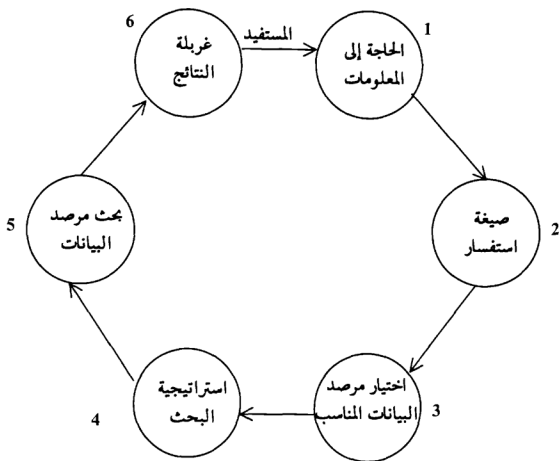 1
الحاجة إلى
المعلومات
2
صيغة
استفسار
3
اختيار مرصد
البيانات المناسب
4
استراتيجية
البحث
5
بحث مرصد
البيانات
6
غربلة
النتائج
المستفيد